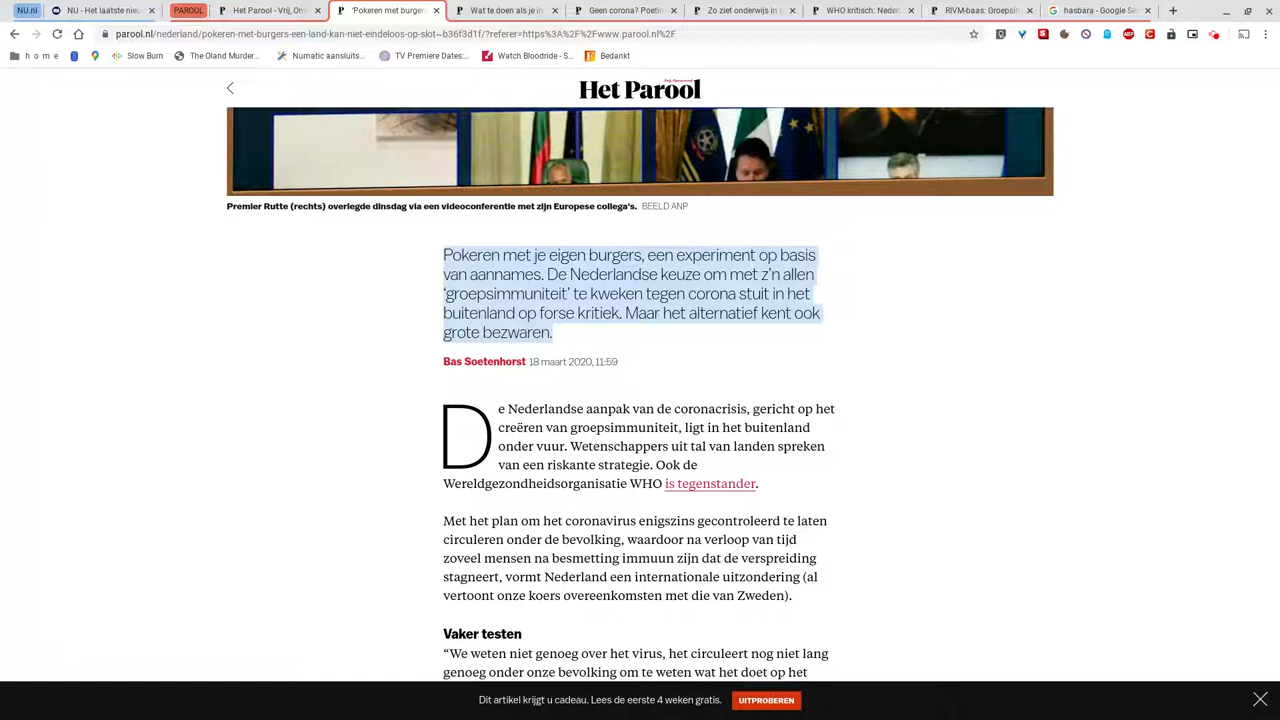 NU.nl
NU - Het laatste nieu
PAROOL
Het Parool - Vrij, On
'Pokeren met burgers
Wat te doen als je in
Geen corona? Poetin
Zo ziet onderwijs in t
WHO kritisch: Neder
RIVM-baas: Groepsim
hasbara - Google Sea
parool.nl/nederland/pokeren-met-burgers-een-land-kan-niet-eindeloos-op-slot~b36f3d1f/?referer=https%3A%2F%2Fwww.parool.nl%2F
h o m e
Slow Burn
The Oland Murder...
Numatic aansluits...
TV Premiere Dates:...
Watch Bloodride - S...
Bedankt
Het Parool
Premier Rutte (rechts) overlegde dinsdag via een videoconferentie met zijn Europese collega's. BEELD ANP
Pokeren met je eigen burgers, een experiment op basis
van aannames. De Nederlandse keuze om met z'n allen
'groepsimmuniteit' te kweken tegen corona stuit in het
buitenland op forse kritiek. Maar het alternatief kent ook
grote bezwaren.
Bas Soetenhorst 18 maart 2020, 11:59
De Nederlandse aanpak van de coronacrisis, gericht op het
creëren van groepsimmuniteit, ligt in het buitenland
onder vuur. Wetenschappers uit tal van landen spreken
van een riskante strategie. Ook de
Wereldgezondheidsorganisatie WHO is tegenstander.
Met het plan om het coronavirus enigszins gecontroleerd te laten
circuleren onder de bevolking, waardoor na verloop van tijd
zoveel mensen na besmetting immuun zijn dat de verspreiding
stagneert, vormt Nederland een internationale uitzondering (al
vertoont onze koers overeenkomsten met die van Zweden).
Vaker testen
"We weten niet genoeg over het virus, het circuleert nog niet lang
genoeg onder onze bevolking om te weten wat het doet op het
Dit artikel krijgt u cadeau. Lees de eerste 4 weken gratis.
UITPROBEREN